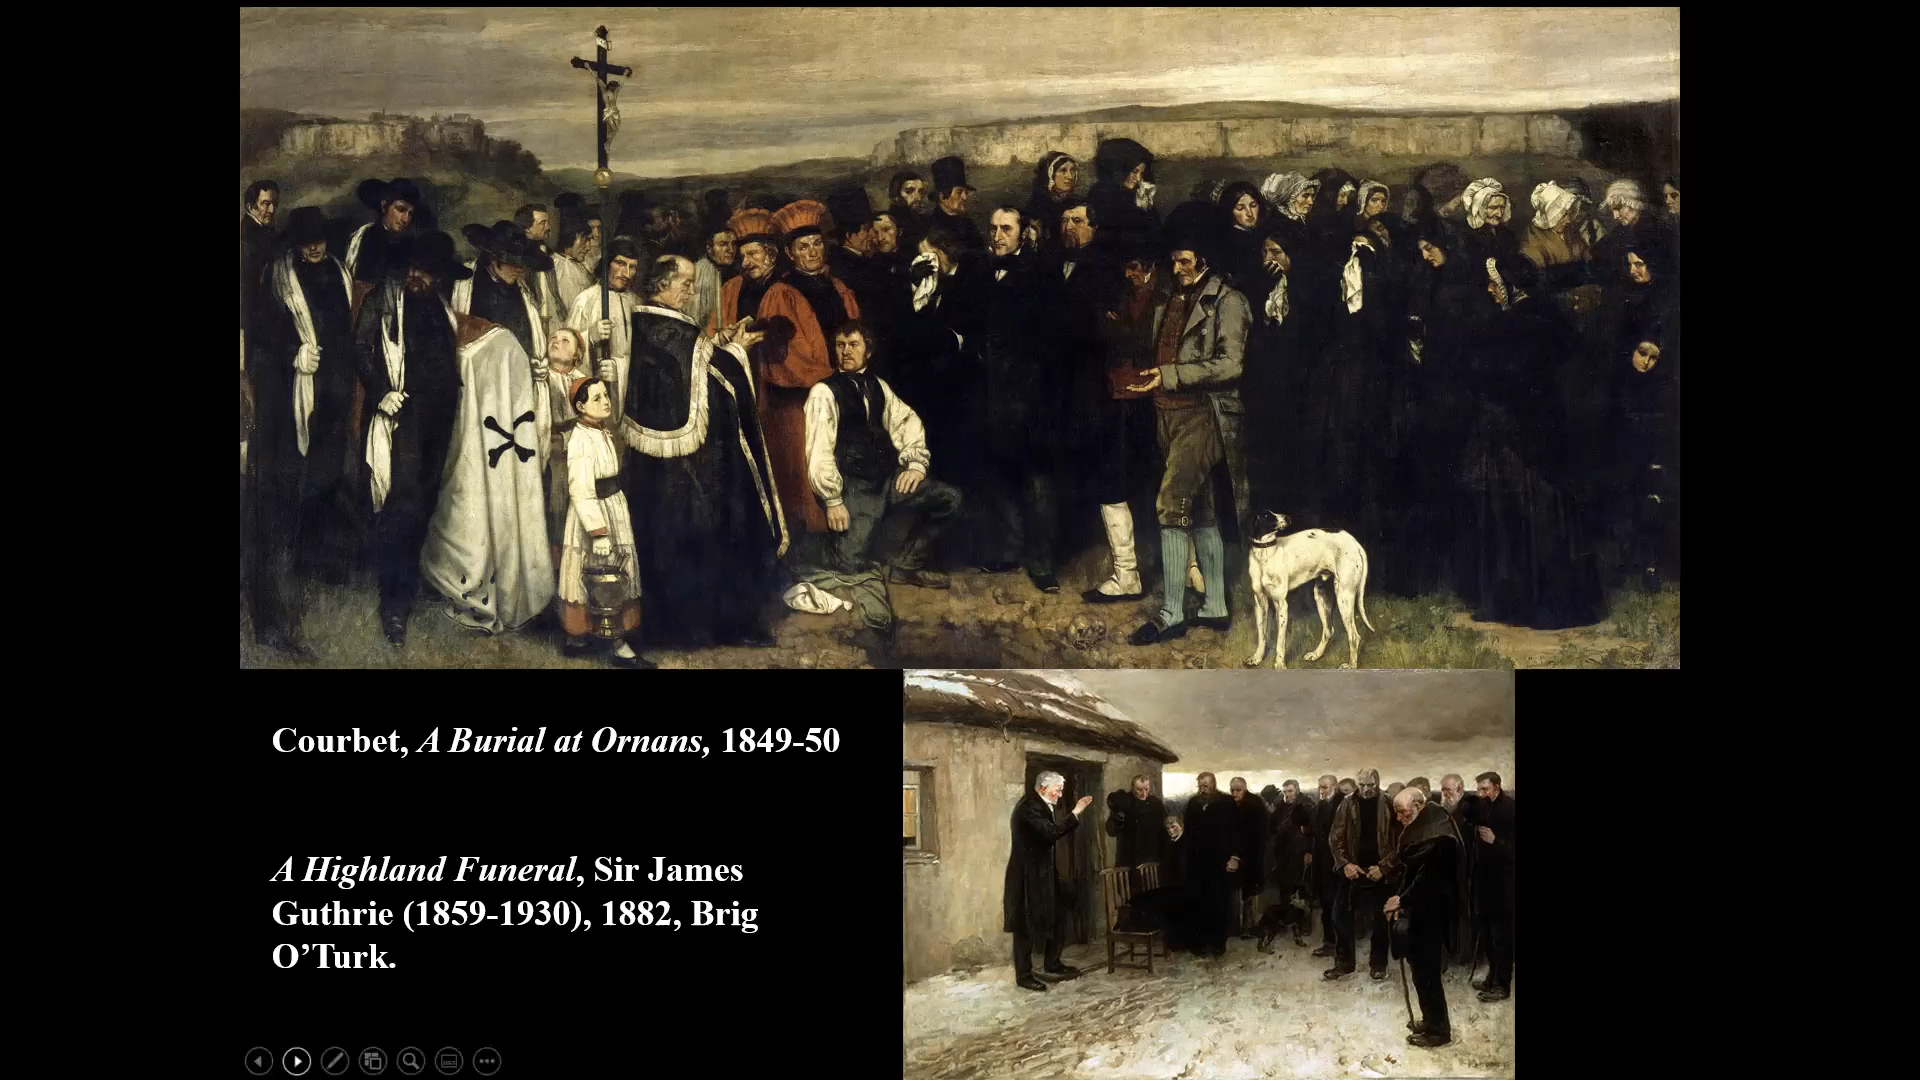 Courbet, A Burial at Ornans, 1849-50
A Highland Funeral, Sir James
Guthrie (1859-1930), 1882, Brig
O’Turk.